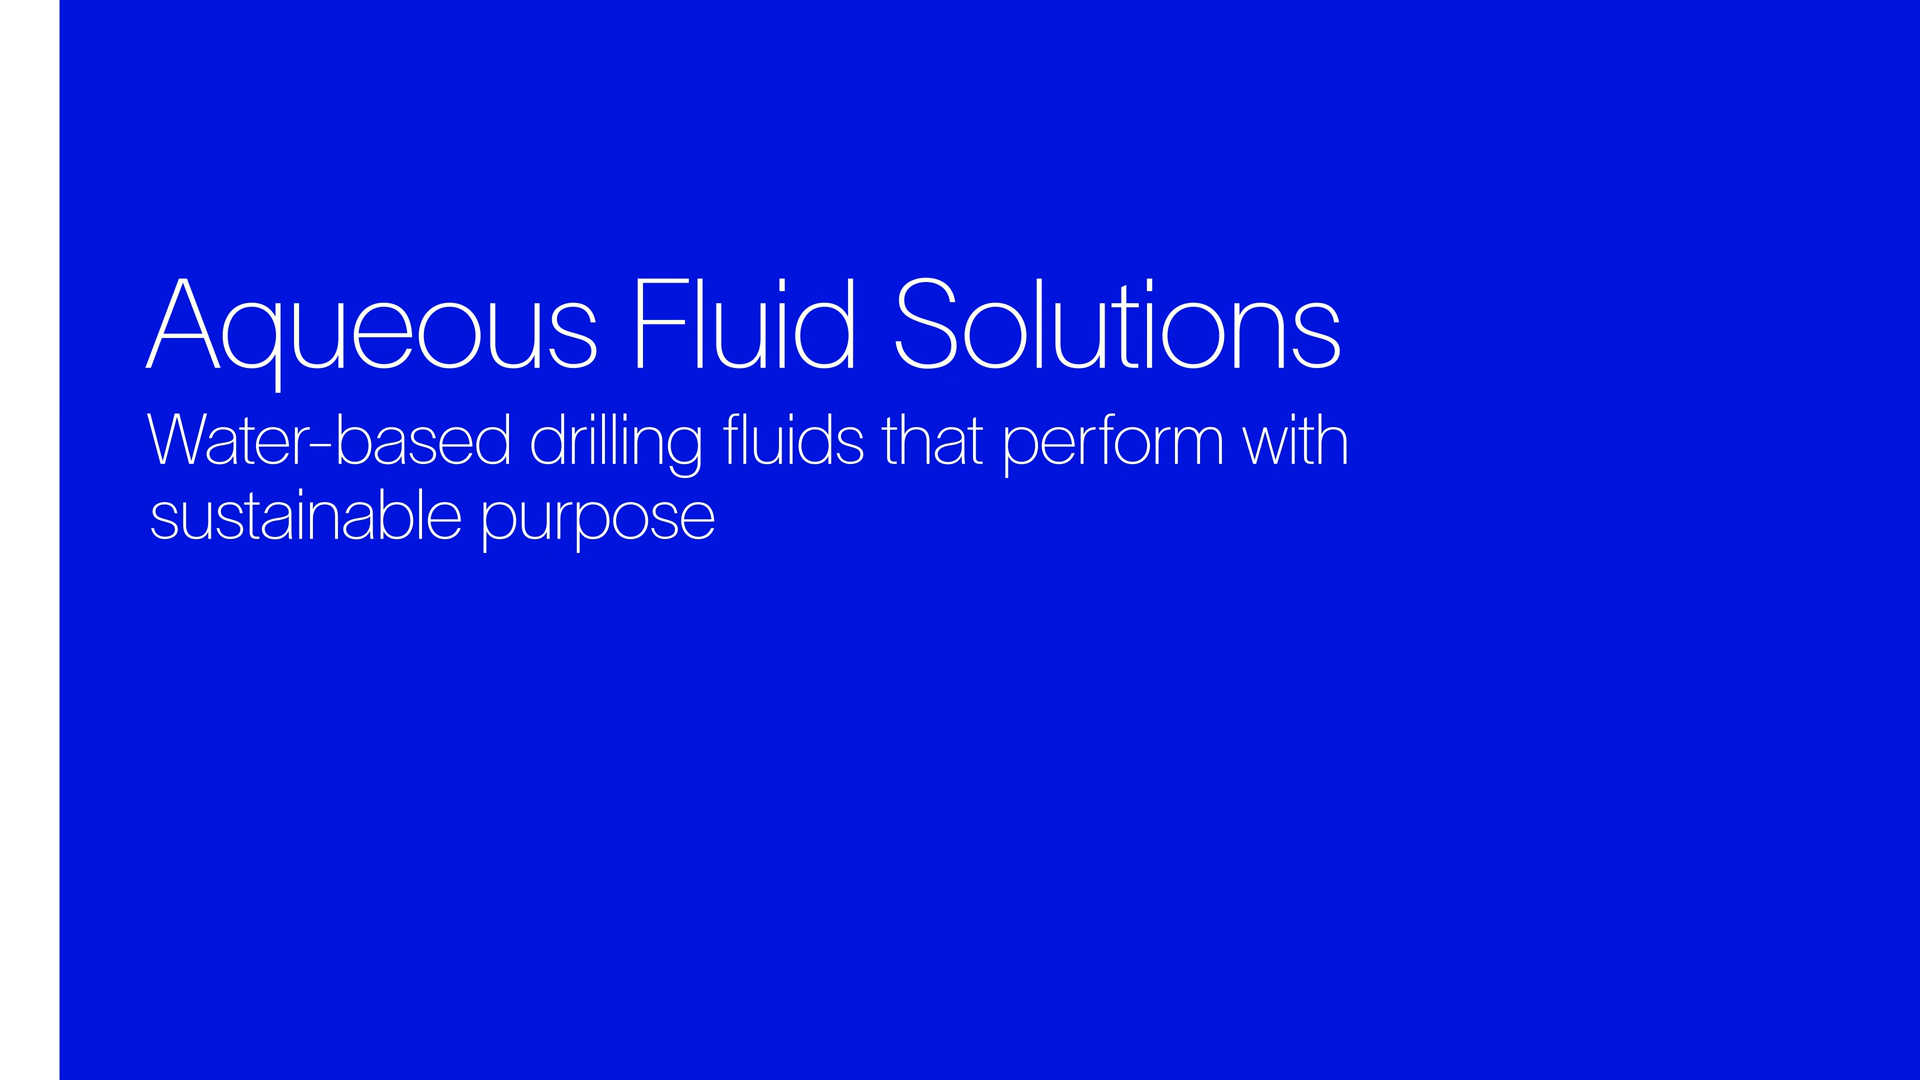 Aqueous Fluid Solutions
Water-based drilling fluids that perform with
sustainable purpose